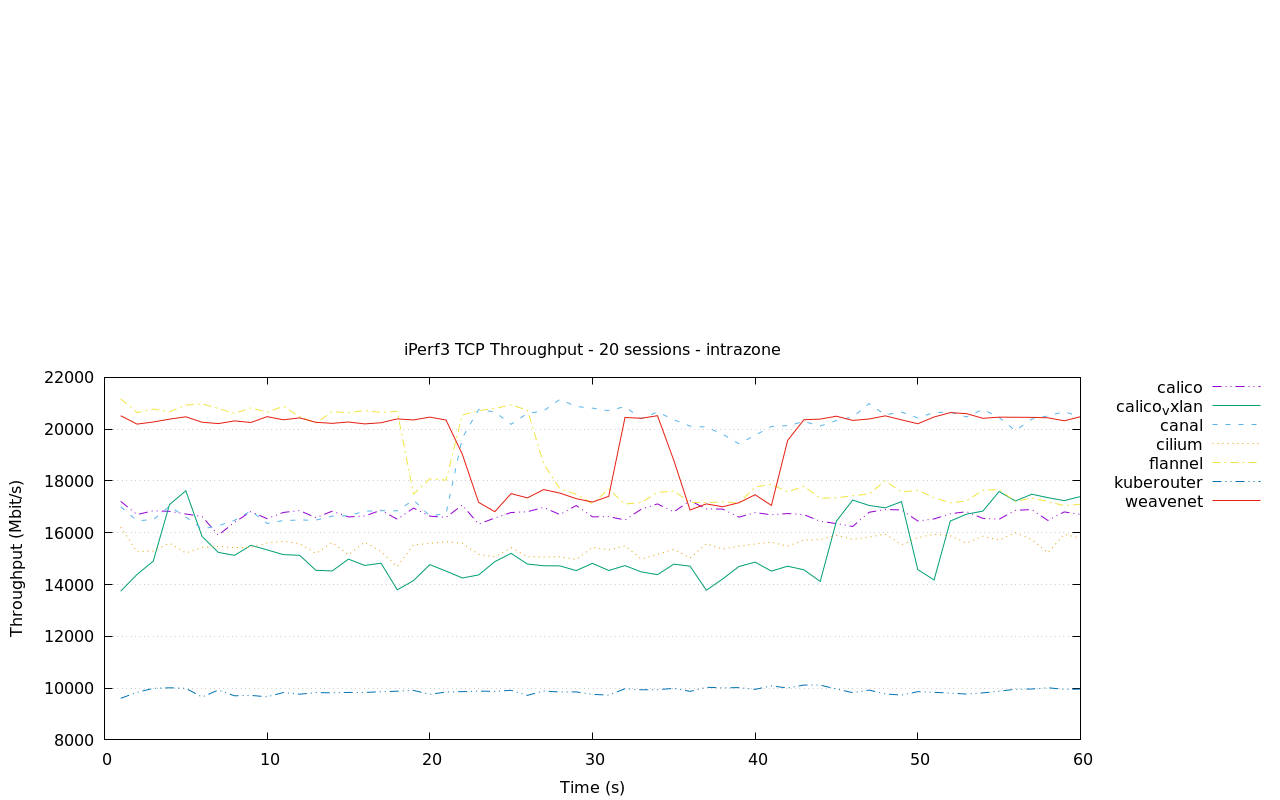 iPerf3 TCP Throughput - 20 sessions - intrazone
22000
20000
18000
16000
14000
12000
10000
8000
Throughput (Mbit/s)
0 10 20 30 40 50 60
Time (s)
calico
calicovxlan
canal
cilium
flannel
kuberouter
weavenet